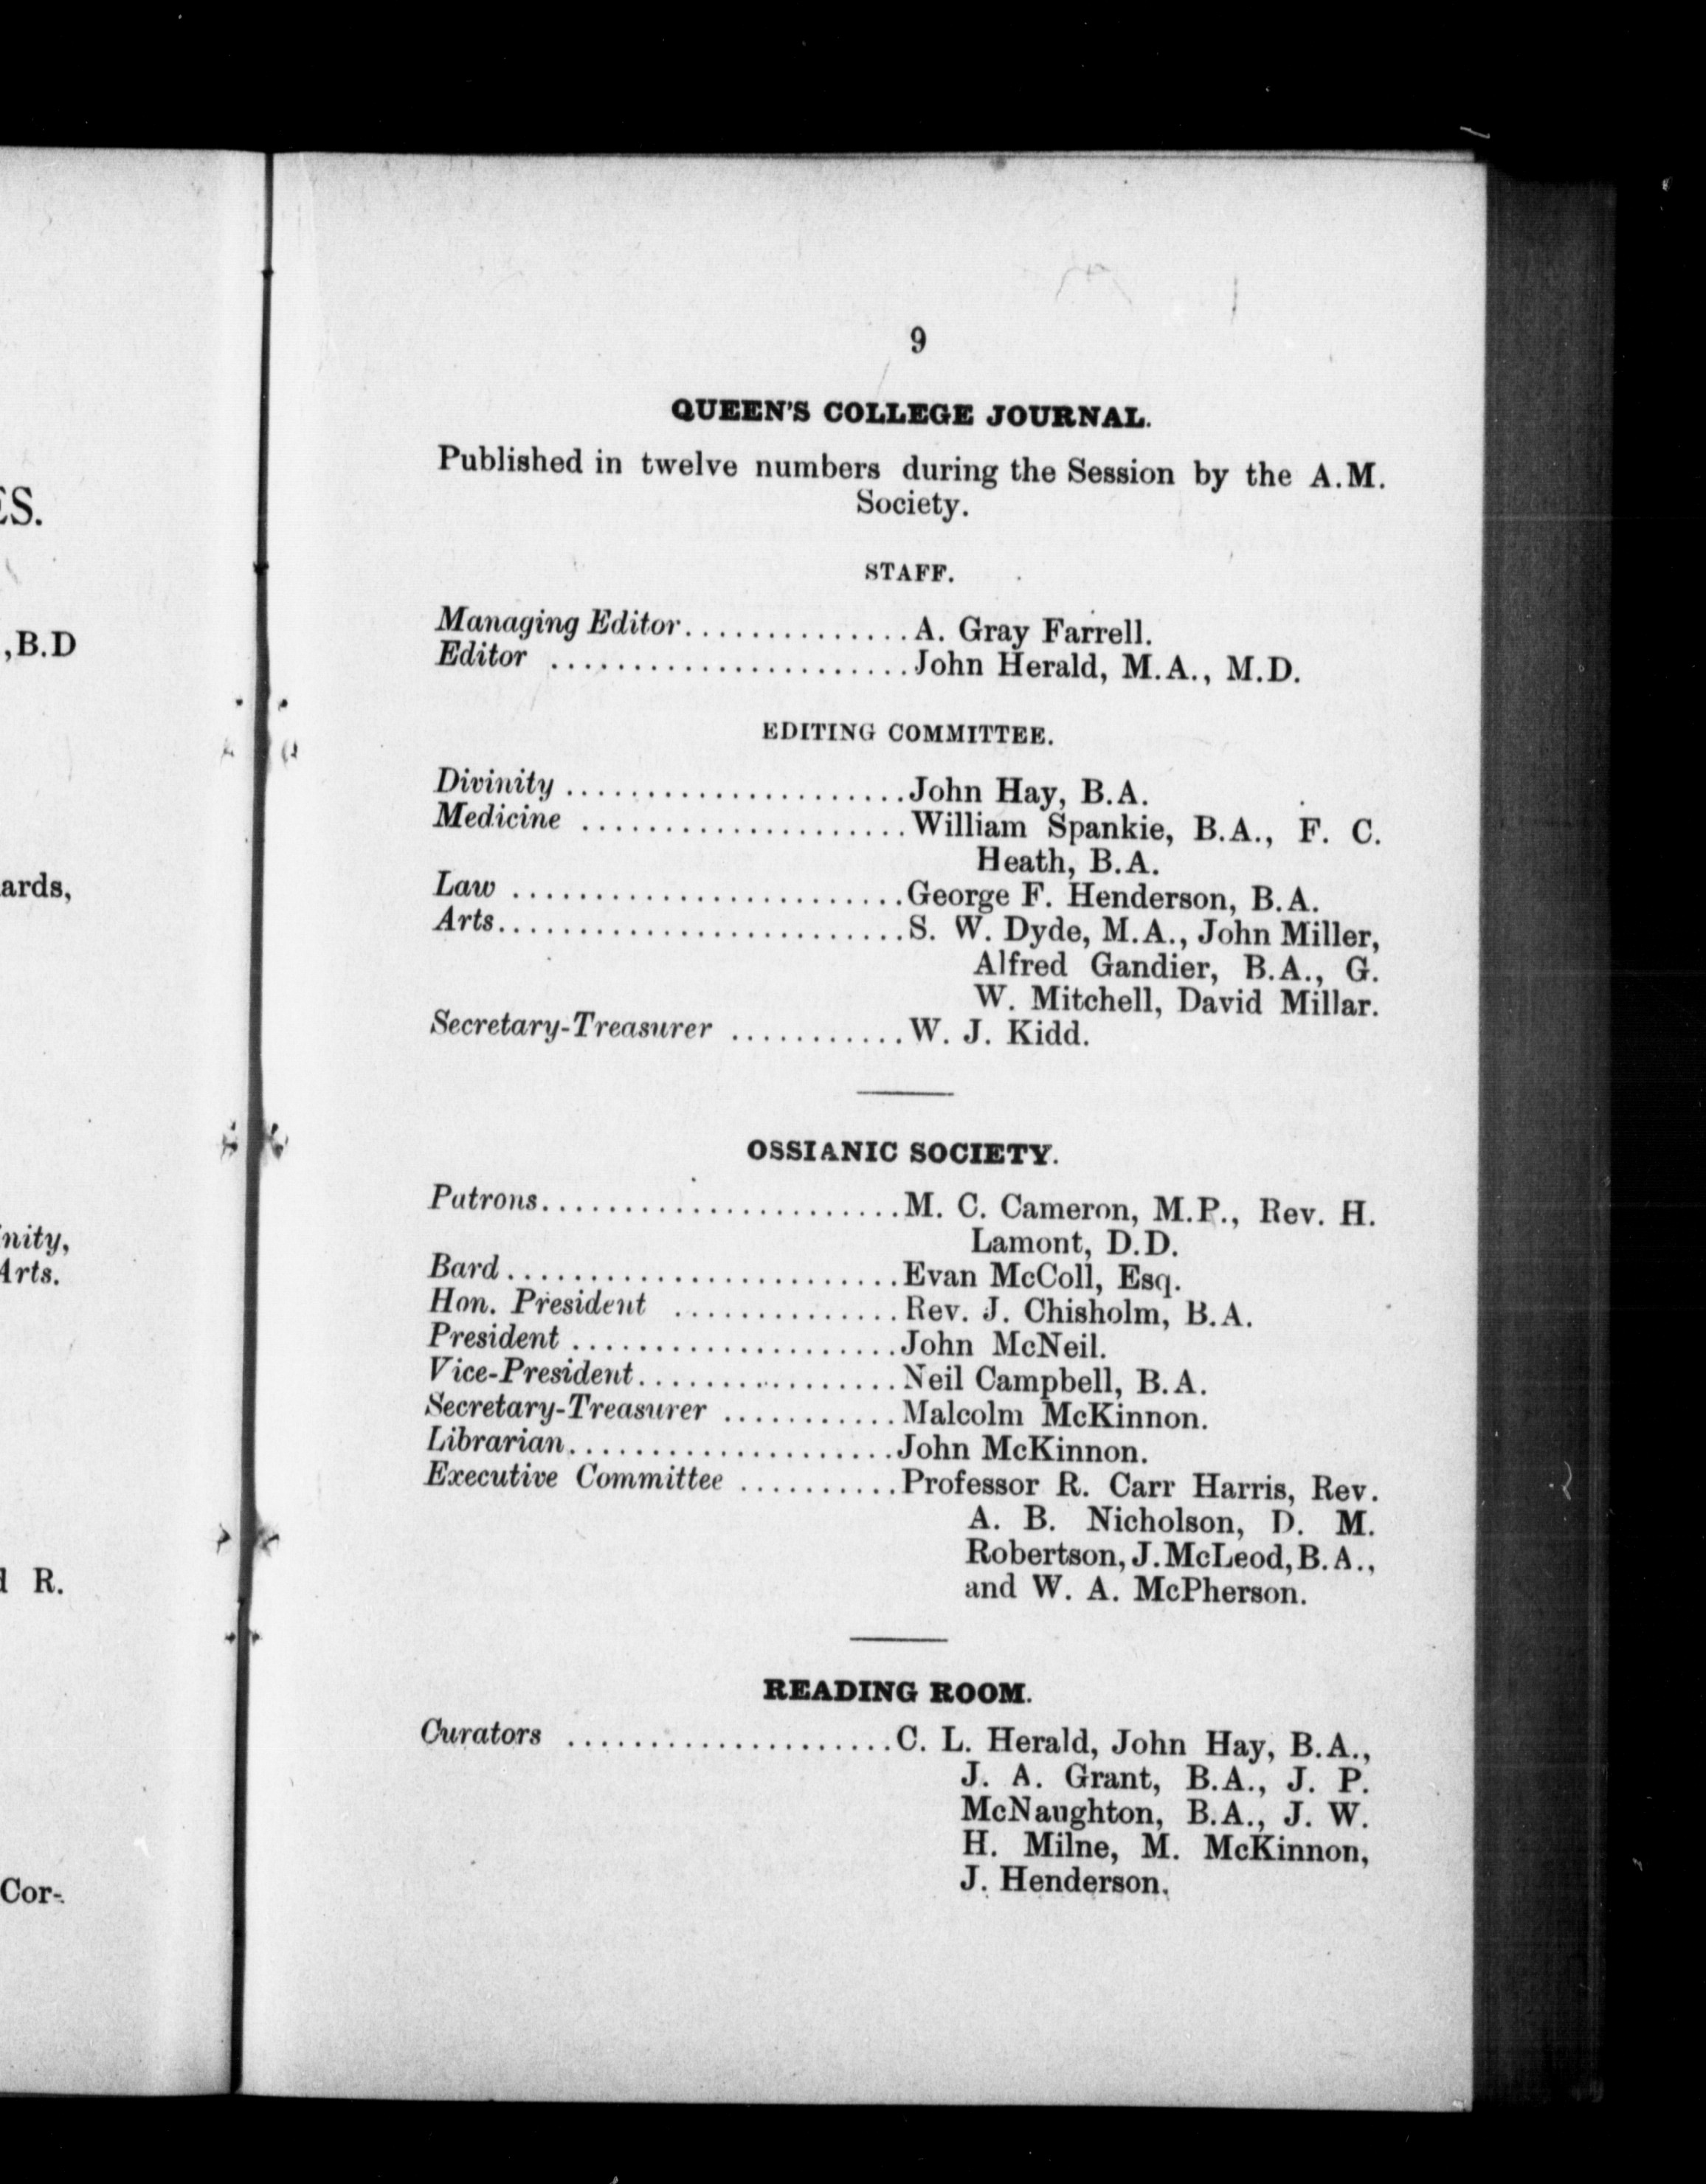 ES.
,B.D
ards,
nity,
Arts.
R.
Cor-
9
QUEEN'S COLLEGE JOURNAL.
Published in twelve numbers during the Session by the A.M.
Society.
STAFF.
Managing Editor..............A. Gray Farrell.
Editor ......................John Herald, M.A., M.D.
EDITING COMMITTEE.
Divinity .....................John Hay, B.A.
Medicine ....................William Spankie, B.A., F. C.
Heath, B.A.
Law ........................George F. Henderson, B.A.
Arts.........................S. W. Dyde, M.A., John Miller,
Alfred Gandier, B.A., G.
W. Mitchell, David Millar.
Secretary-Treasurer ...........W. J. Kidd.
OSSIANIC SOCIETY.
Patrons......................M. C. Cameron, M.P., Rev. H.
Lamont, D.D.
Bard........................Evan McColl, Esq.
Hon. President ..............Rev. J. Chisholm, B.A.
President ....................John McNeil.
Vice-President................Neil Campbell, B.A.
Secretary-Treasurer ...........Malcolm McKinnon.
Librarian....................John McKinnon.
Executive Committee ..........Professor R. Carr Harris, Rev.
A. B. Nicholson, D. M.
Robertson, J. McLeod, B.A.,
and W. A. McPherson.
READING ROOM.
Curators ....................C. L. Herald, John Hay, B.A.,
J. A. Grant, B.A., J. P.
McNaughton, B.A., J. W.
H. Milne, M. McKinnon,
J. Henderson.